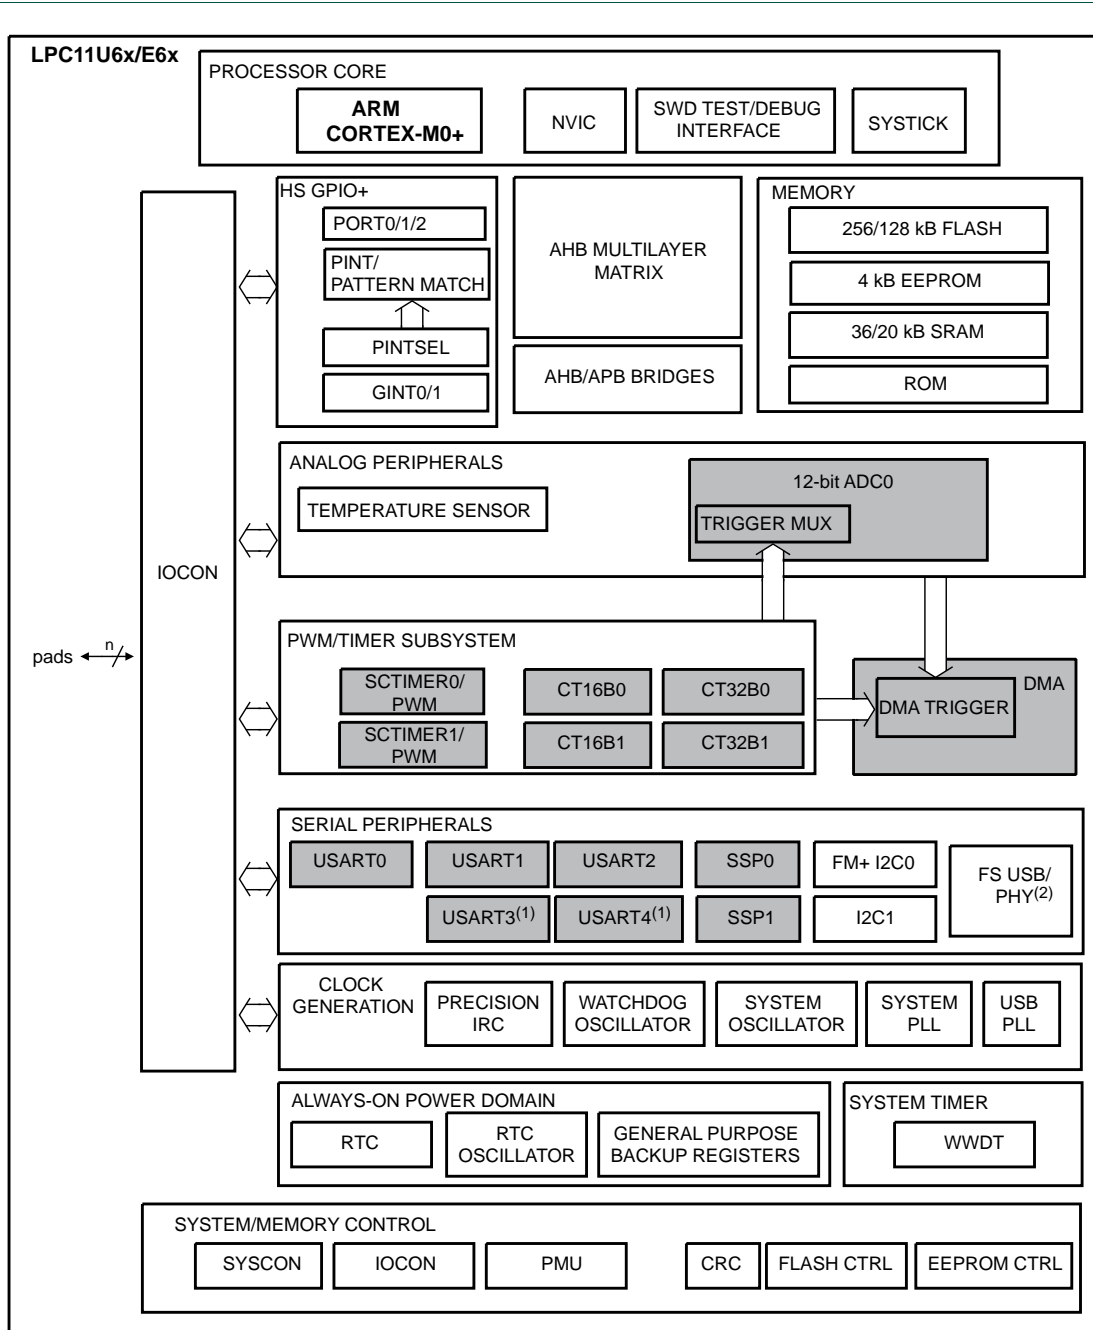 LPC11U6x/E6x
PROCESSOR CORE
ARM
CORTEX-M0+
NVIC
SWD TEST/DEBUG
INTERFACE
SYSTICK
HS GPIO+
PORT0/1/2
PINT/
PATTERN MATCH
PINTSEL
GINT0/1
AHB MULTILAYER
MATRIX
AHB/APB BRIDGES
MEMORY
256/128 kB FLASH
4 kB EEPROM
36/20 kB SRAM
ROM
ANALOG PERIPHERALS
TEMPERATURE SENSOR
12-bit ADC0
TRIGGER MUX
IOCON
pads
n
PWM/TIMER SUBSYSTEM
SCTIMER0/
PWM
CT16B0
CT32B0
SCTIMER1/
PWM
CT16B1
CT32B1
DMA
DMA TRIGGER
SERIAL PERIPHERALS
USART0
USART1
USART2
SSP0
FM+ I2C0
FS USB/
PHY(2)
USART3(1)
USART4(1)
SSP1
I2C1
CLOCK
GENERATION
PRECISION
IRC
WATCHDOG
OSCILLATOR
SYSTEM
OSCILLATOR
SYSTEM
PLL
USB
PLL
ALWAYS-ON POWER DOMAIN
RTC
RTC
OSCILLATOR
GENERAL PURPOSE
BACKUP REGISTERS
SYSTEM TIMER
WWDT
SYSTEM/MEMORY CONTROL
SYSCON
IOCON
PMU
CRC
FLASH CTRL
EEPROM CTRL